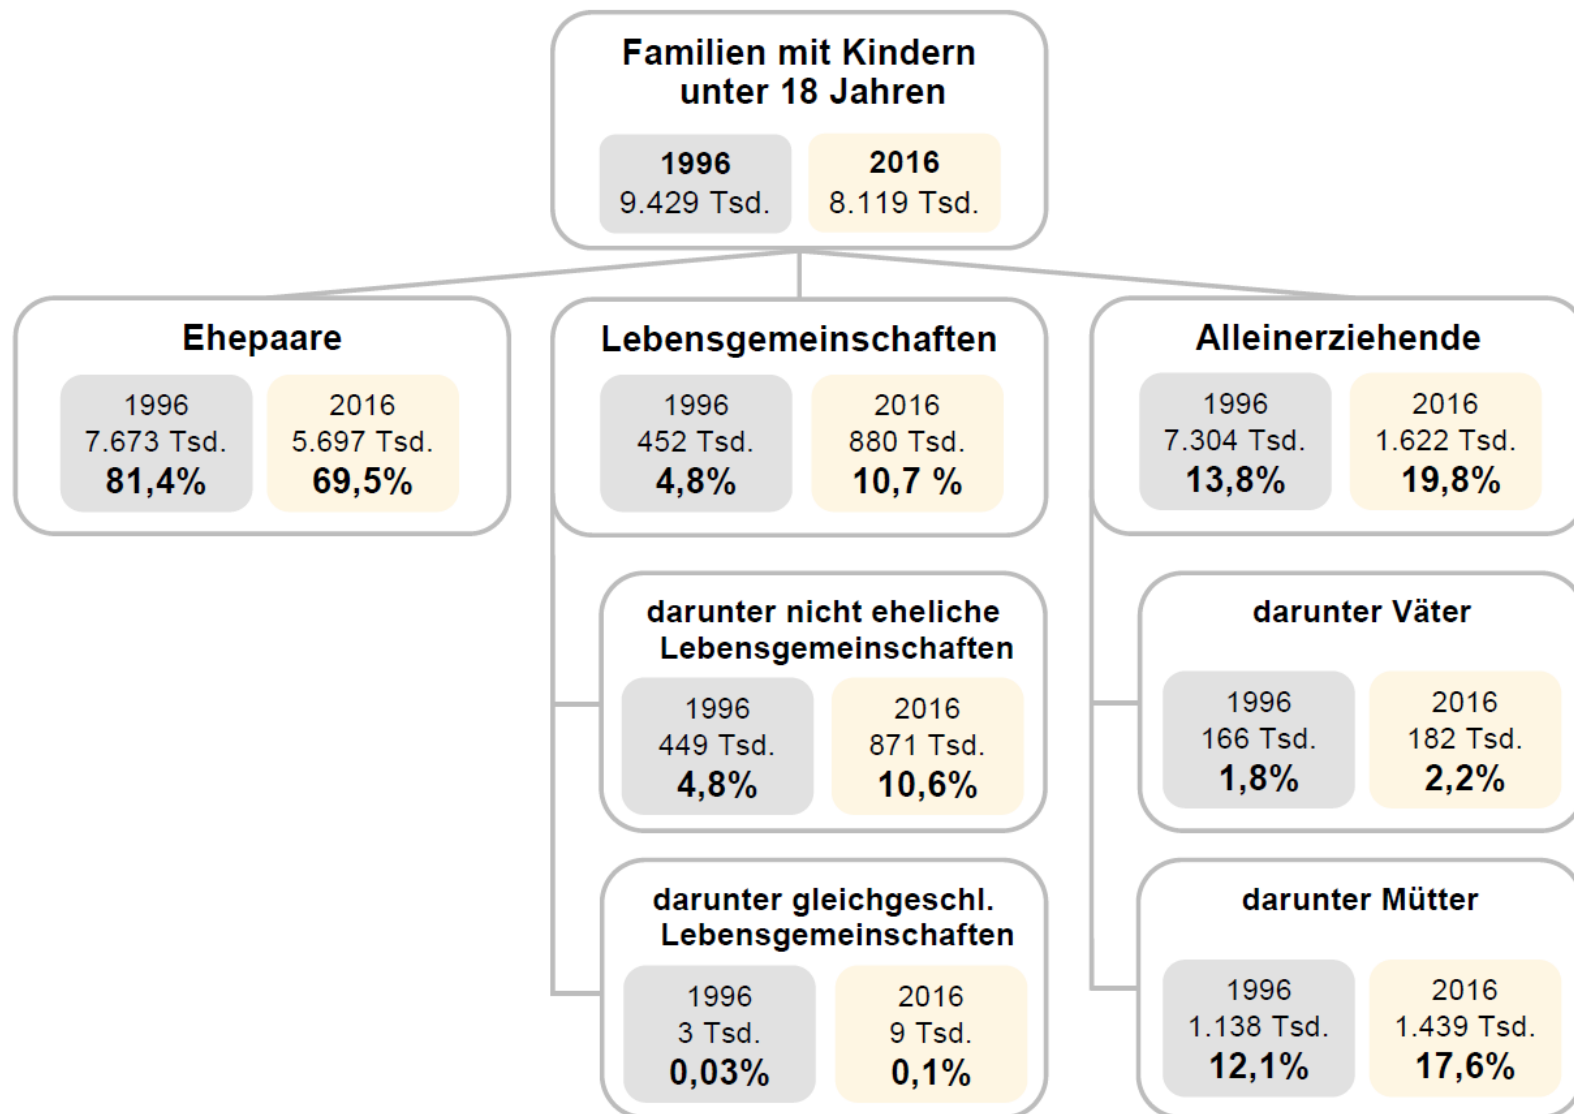 Familien mit Kindern
unter 18 Jahren
1996
9.429 Tsd.
2016
8.119 Tsd.
Ehepaare
1996
7.673 Tsd.
81,4%
2016
5.697 Tsd.
69,5%
Lebensgemeinschaften
1996
452 Tsd.
4,8%
2016
880 Tsd.
10,7 %
Alleinerziehende
1996
7.304 Tsd.
13,8%
2016
1.622 Tsd.
19,8%
darunter nicht eheliche
Lebensgemeinschaften
1996
449 Tsd.
4,8%
2016
871 Tsd.
10,6%
darunter Väter
1996
166 Tsd.
1,8%
2016
182 Tsd.
2,2%
darunter gleichgeschl.
Lebensgemeinschaften
1996
3 Tsd.
0,03%
2016
9 Tsd.
0,1%
darunter Mütter
1996
1.138 Tsd.
12,1%
2016
1.439 Tsd.
17,6%